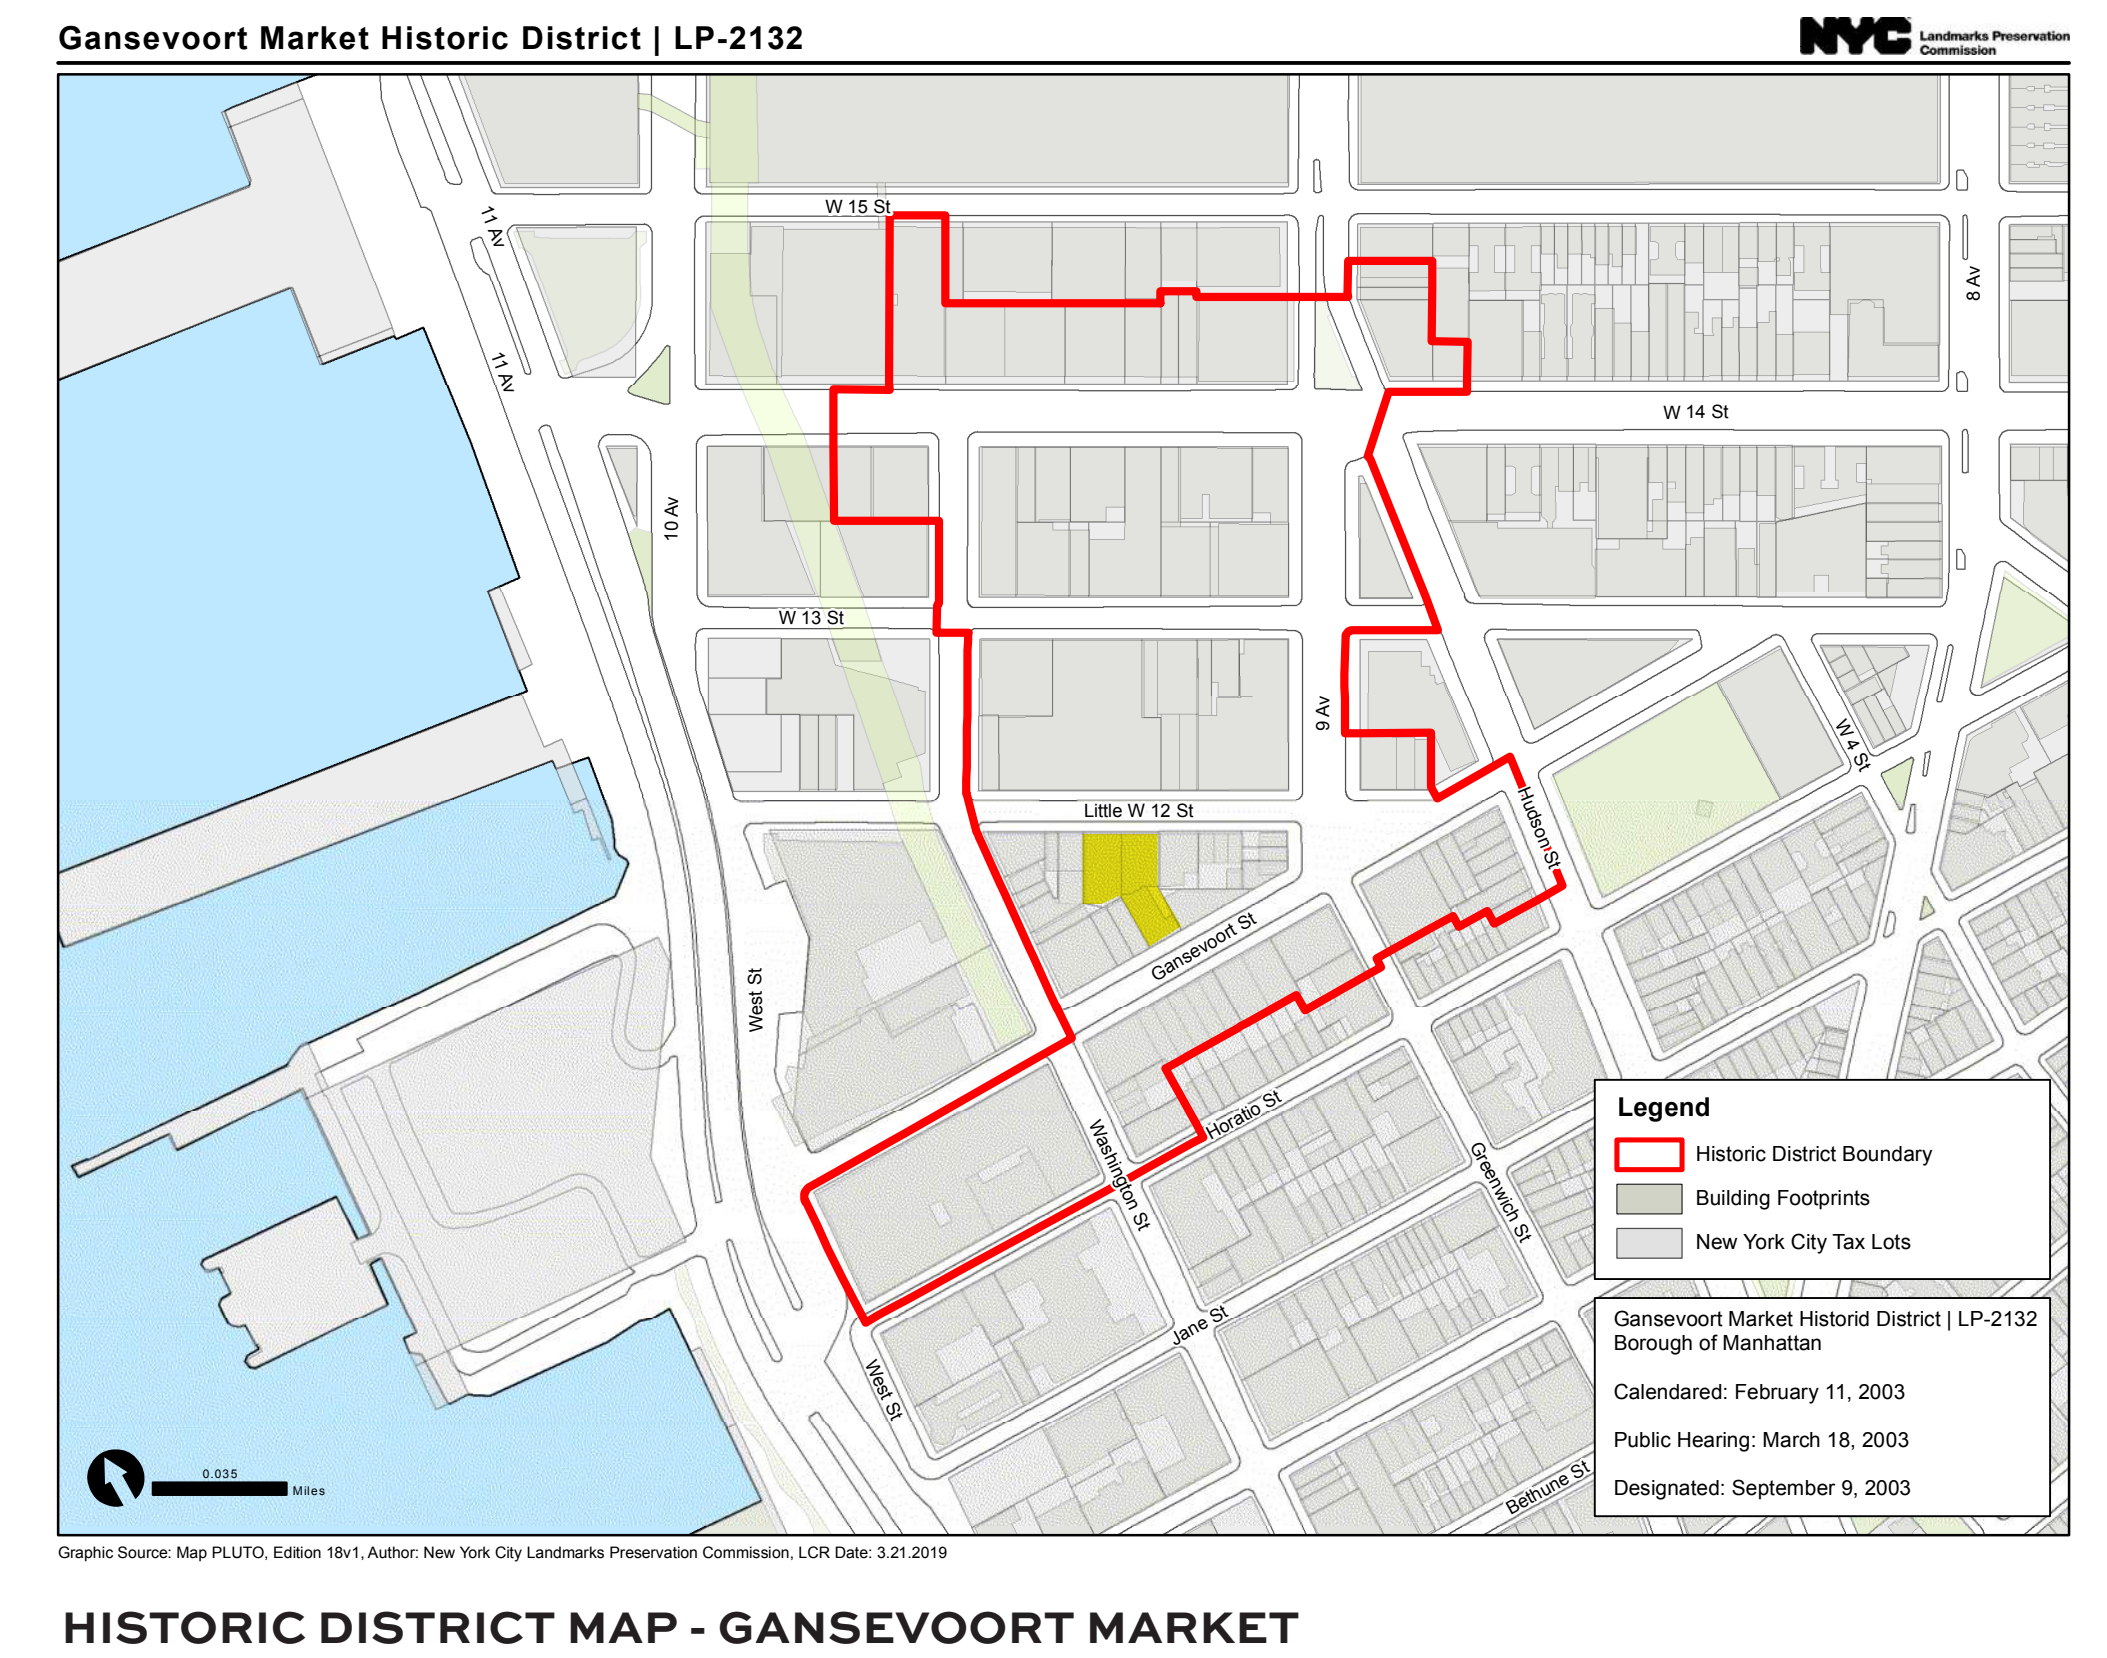 Gansevoort Market Historic District | LP-2132
NYC Landmarks Preservation
Commission
W 15 St
11 Av
8 Av
11 Av
W 14 St
10 Av
W 13 St
9 Av
W 4 St
Little W 12 St
Hudson St
Gansevoort St
West St
Horatio St
Washington St
Greenwich St
Jane St
West St
Bethune St
Legend
Historic District Boundary
Building Footprints
New York City Tax Lots
Gansevoort Market Historid District | LP-2132
Borough of Manhattan
Calendared: February 11, 2003
Public Hearing: March 18, 2003
Designated: September 9, 2003
0.035
Miles
Graphic Source: Map PLUTO, Edition 18v1, Author: New York City Landmarks Preservation Commission, LCR Date: 3.21.2019
HISTORIC DISTRICT MAP - GANSEVOORT MARKET